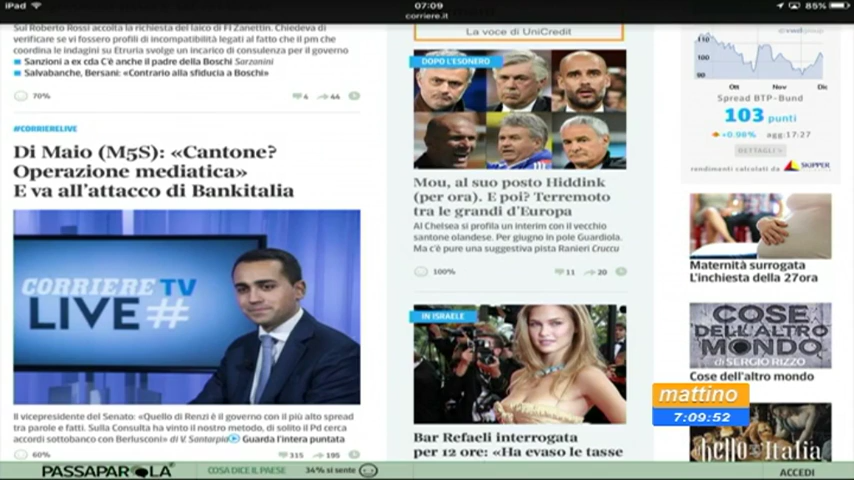 iPad
07:09
85%
corriere.it
Sul Roberto Rossi accolta la richiesta del laico di FI Zanettin. Chiedeva di
verificare se vi fossero profili di incompatibilità legati al fatto che il pm che
coordina le indagini su Etruria svolge un incarico di consulenza per il governo
Sanzioni a ex cda C'è anche il padre della Boschi Sarzanini
Salvabanche, Bersani: «Contrario alla sfiducia a Boschi»
70%
4
44
#CORRIERELIVE
Di Maio (M5S): «Cantone?
Operazione mediatica»
E va all'attacco di Bankitalia
CORRIERE TV
LIVE #
Il vicepresidente del Senato: «Quello di Renzi è il governo con il più alto spread
tra parole e fatti. Sulla Consulta ha vinto il nostro metodo, di solito il Pd cerca
accordi sottobanco con Berlusconi» di V. Santarpia Guarda l'intera puntata
60%
315
195
La voce di UniCredit
DOPO L'ESONERO
Mou, al suo posto Hiddink
(per ora). E poi? Terremoto
tra le grandi d'Europa
Al Chelsea si profila un interim con il vecchio
santone olandese. Per giugno in pole Guardiola.
Ma c'è pure una suggestiva pista Ranieri Cruccu
100%
11
20
IN ISRAELE
Bar Refaeli interrogata
per 12 ore: «Ha evaso le tasse
110
100
90
Ott
Nov
Dic
Spread BTP-Bund
103 punti
+0.98%
agg:17:27
DETTAGLI >
rendimenti calcolati da
SKIPPER
Maternità surrogata
L'inchiesta della 27ora
COSE
DELL'ALTRO
MONDO
di SERGIO RIZZO
Cose dell'altro mondo
mattino
7:09:52
#hello Italia
PASSAPAROLA
COSA DICE IL PAESE
34% si sente
ACCEDI